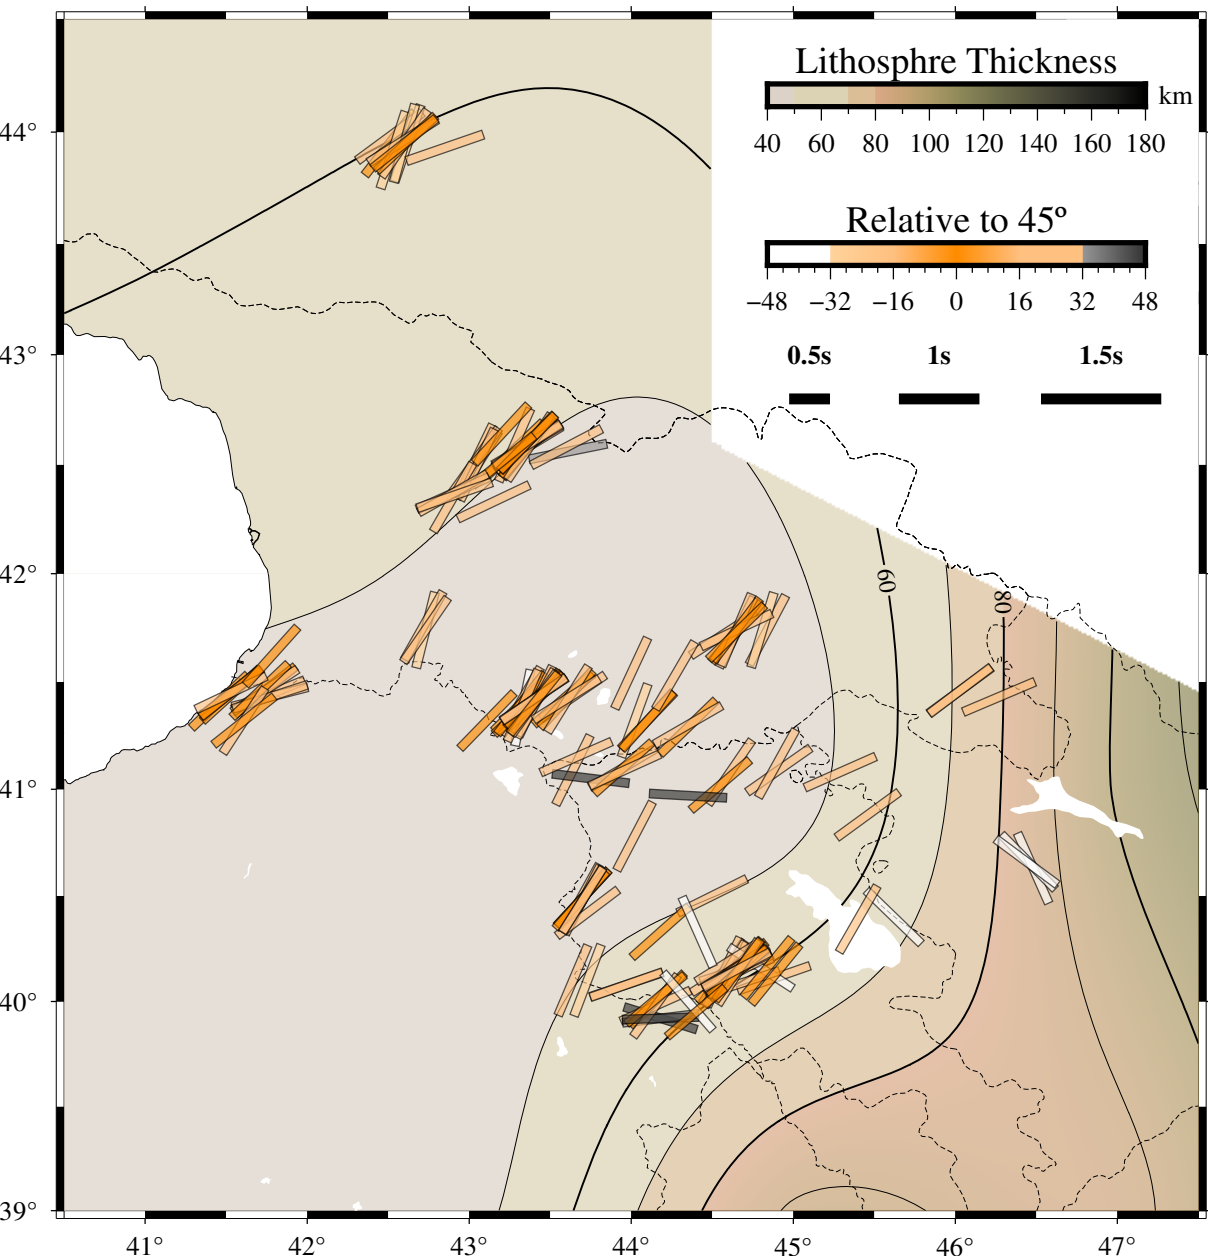 Lithosphre Thickness
km
40 60 80 100 120 140 160 180
Relative to 45º
−48 −32 −16 0 16 32 48
0.5s 1s 1.5s
44°
43°
42°
60
80
41°
40°
39°
41° 42° 43° 44° 45° 46° 47°